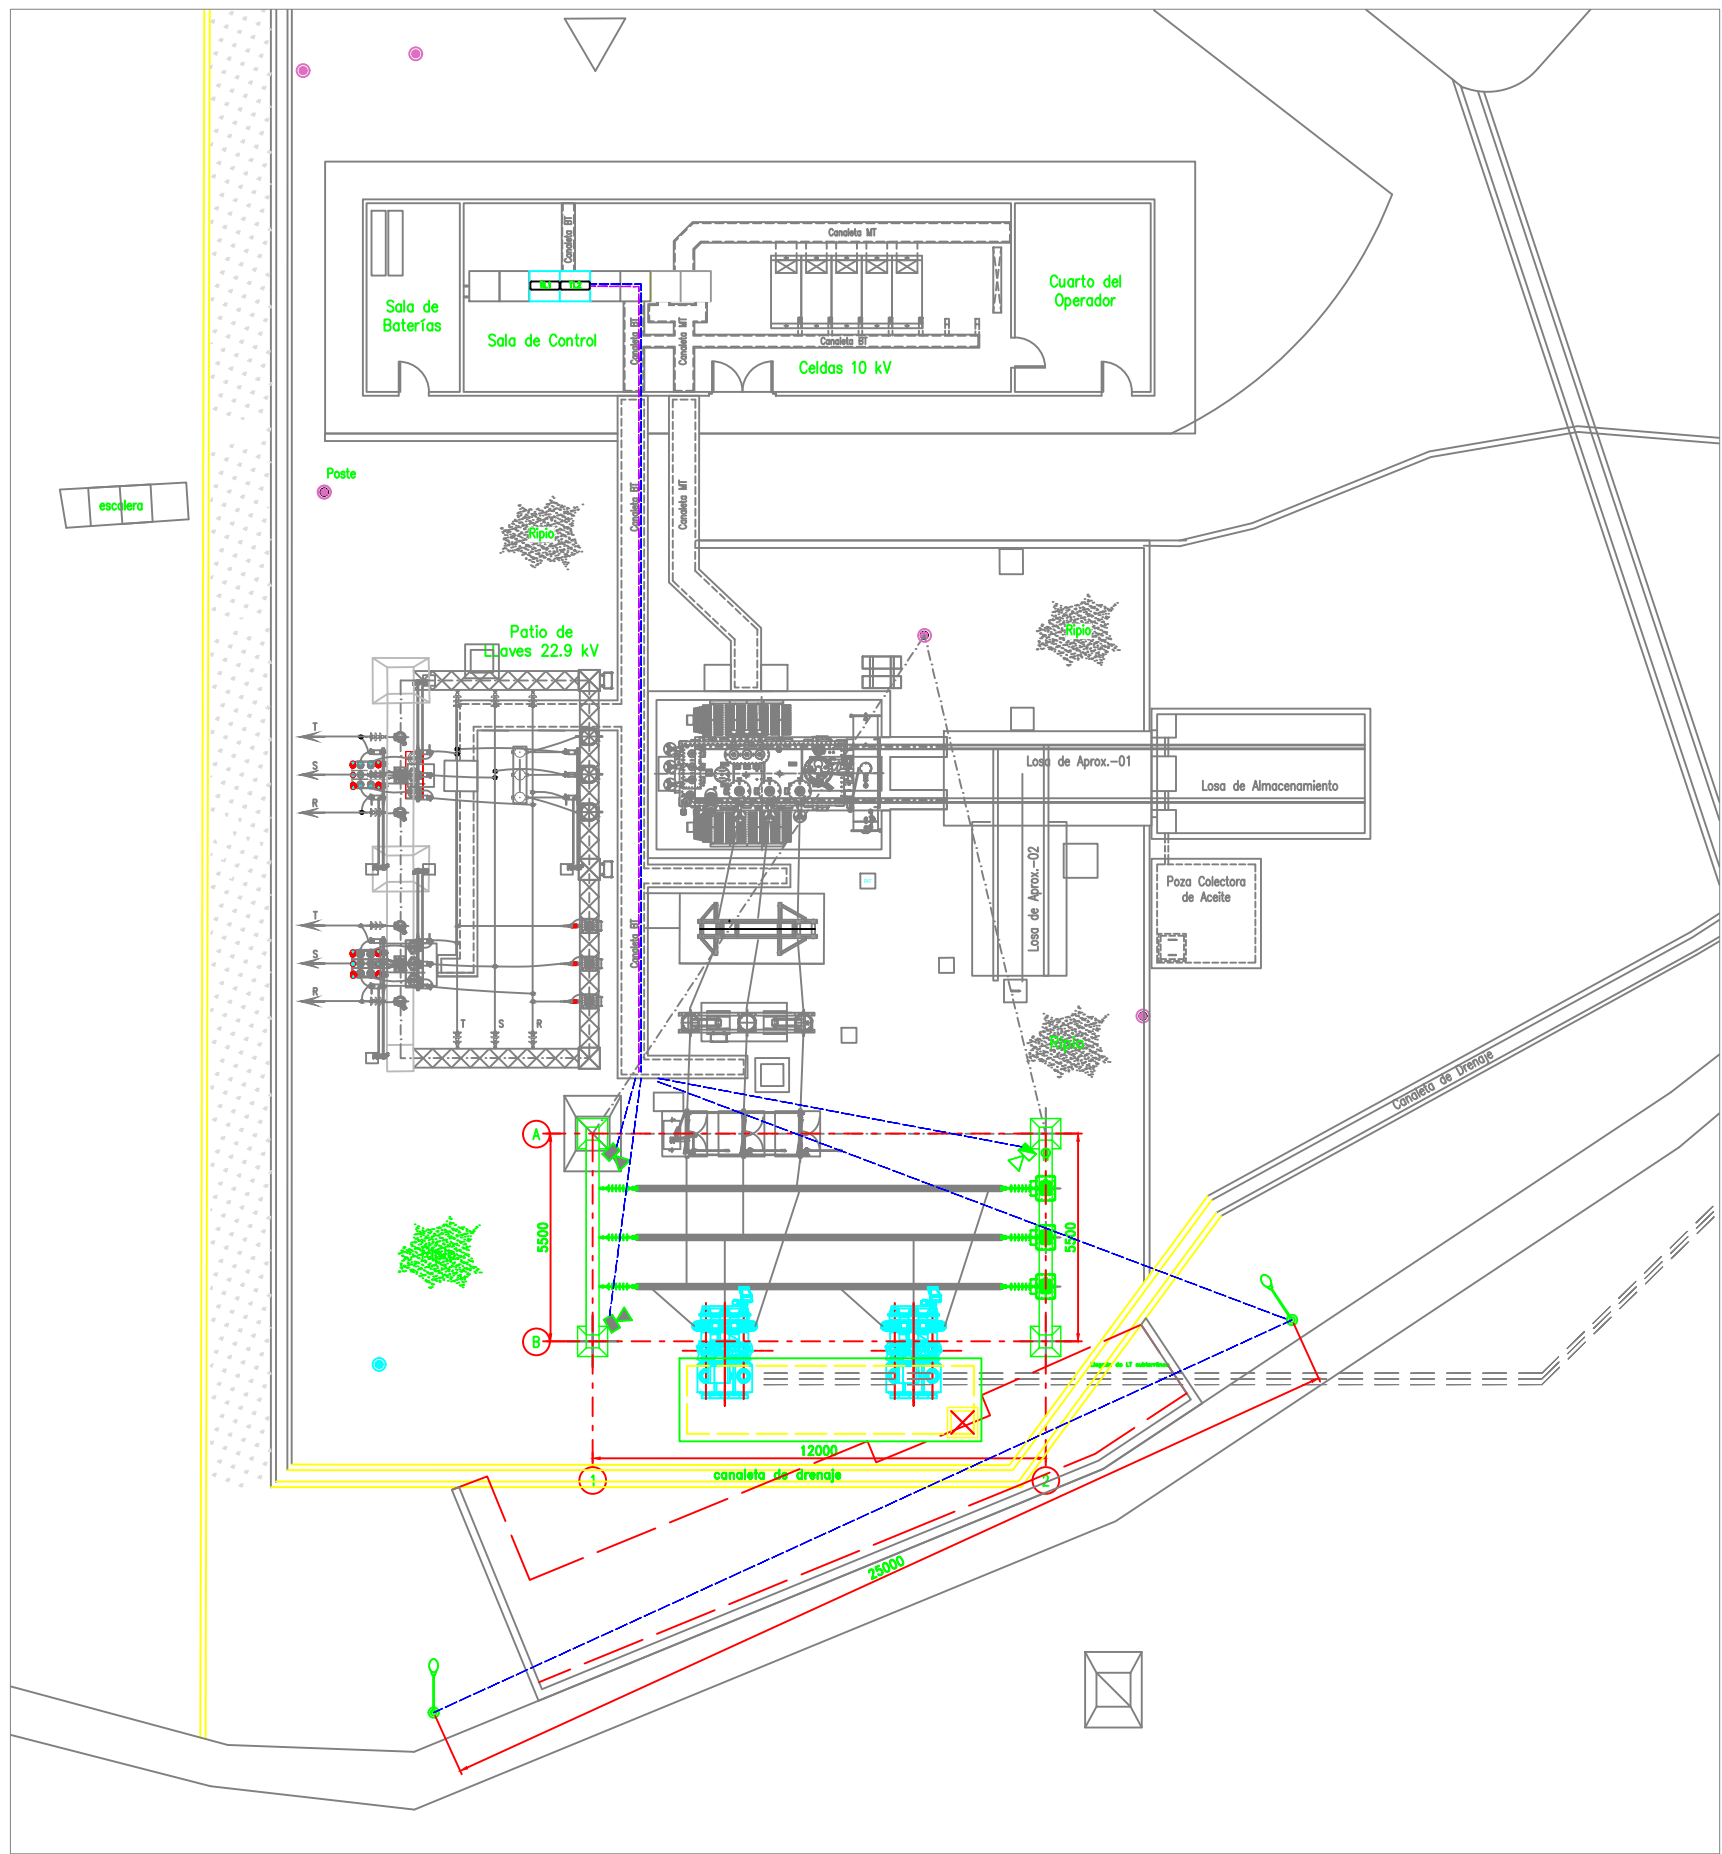 Canaleta BT
Canaleta MT
Sala de
Baterías
Sala de Control
Canaleta BT
Canaleta MT
Canaleta BT
Celdas 10 kV
Cuarto del
Operador
Poste
escalera
Ripio
Canaleta BT
Canaleta MT
Ripio
Patio de
LLaves 22.9 kV
T
S
R
Losa de Aprox.-01
Losa de Almacenamiento
Losa de Aprox.-02
Poza Colectora
de Aceite
T
S
R
Canaleta BT
T
S
R
Ripio
Canaleta de Drenaje
A
5500
5500
B
12000
canaleta de drenaje
1
2
25000